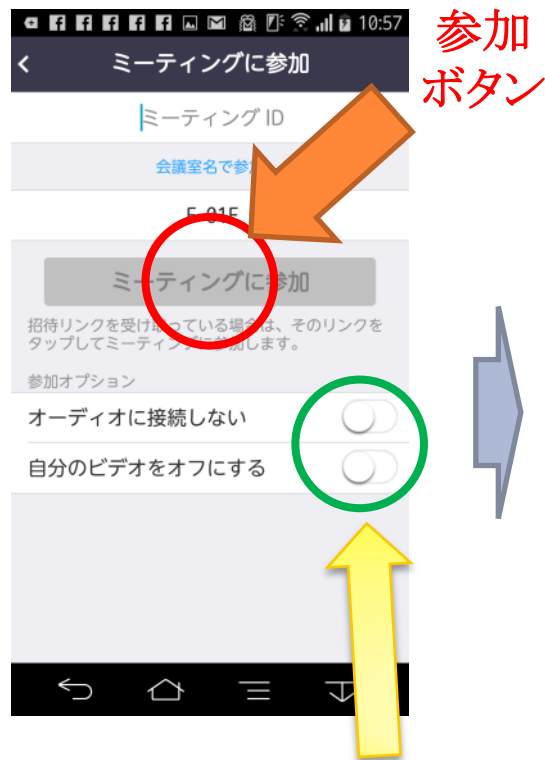 10:57
参加
ボタン
ミーティングに参加
ミーティング ID
会議室名で参
F-01F
ミーティングに参加
招待リンクを受け取っている場合は、そのリンクを
タップしてミーティングに参加します。
参加オプション
オーディオに接続しない
自分のビデオをオフにする